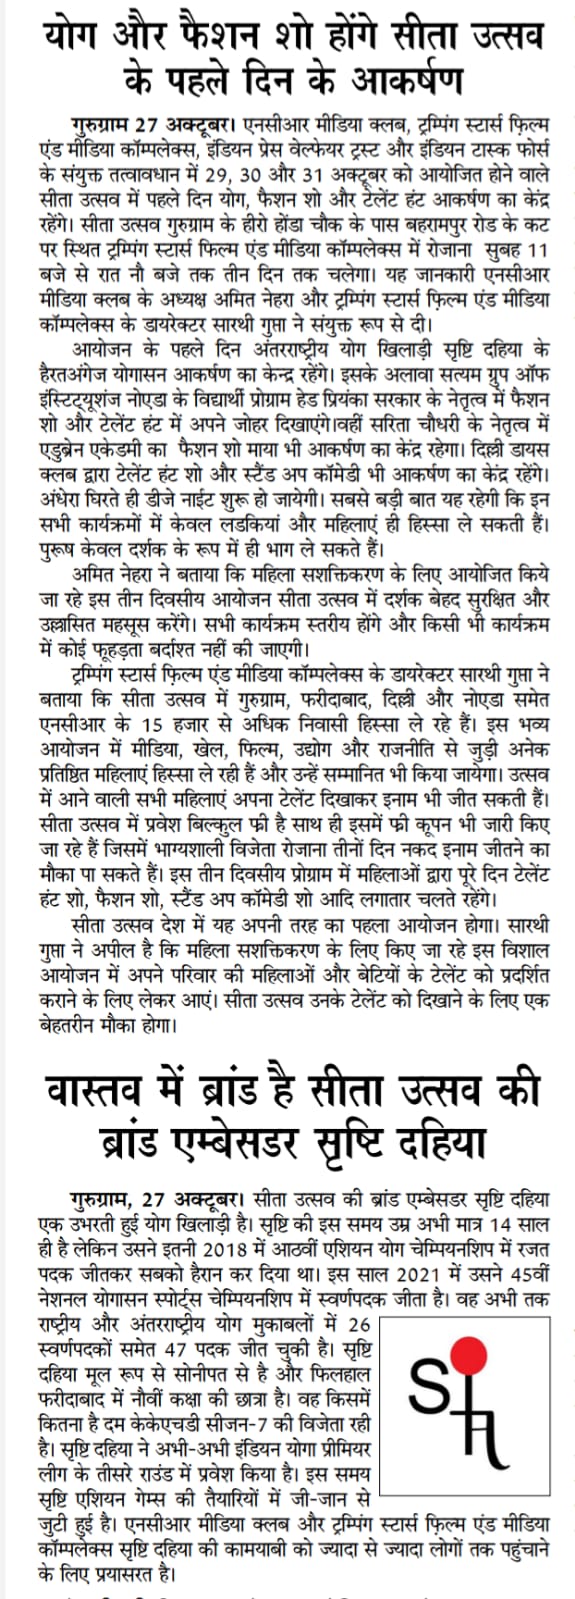 योग और फैशन शो होंगे सीता उत्सव
के पहले दिन के आकर्षण
गुरुग्राम 27 अक्टूबर। एनसीआर मीडिया क्लब, ट्रम्पिंग स्टार्स फ़िल्म
एंड मीडिया कॉम्पलेक्स, इंडियन प्रेस वेल्फेयर ट्रस्ट और इंडियन टास्क फोर्स
के संयुक्त तत्वावधान में 29, 30 और 31 अक्टूबर को आयोजित होने वाले
सीता उत्सव में पहले दिन योग, फैशन शो और टेलेंट हंट आकर्षण का केंद्र
रहेंगे। सीता उत्सव गुरुग्राम के हीरो होंडा चौक के पास बहरामपुर रोड के कट
पर स्थित ट्रम्पिंग स्टार्स फिल्म एंड मीडिया कॉम्पलेक्स में रोजाना सुबह 11
बजे से रात नौ बजे तक तीन दिन तक चलेगा। यह जानकारी एनसीआर
मीडिया क्लब के अध्यक्ष अमित नेहरा और ट्रम्पिंग स्टार्स फ़िल्म एंड मीडिया
कॉम्पलेक्स के डायरेक्टर सारथी गुप्ता ने संयुक्त रूप से दी।
आयोजन के पहले दिन अंतरराष्ट्रीय योग खिलाड़ी सृष्टि दहिया के
हैरतअंगेज योगासन आकर्षण का केन्द्र रहेंगे। इसके अलावा सत्यम ग्रुप ऑफ
इंस्टिट्यूशंज नोएडा के विद्यार्थी प्रोग्राम हेड प्रियंका सरकार के नेतृत्व में फैशन
शो और टेलेंट हंट में अपने जोहर दिखाएंगे।वहीं सरिता चौधरी के नेतृत्व में
एडुब्रेन एकेडमी का फैशन शो माया भी आकर्षण का केंद्र रहेगा। दिल्ली डायस
क्लब द्वारा टेलेंट हंट शो और स्टैंड अप कॉमेडी भी आकर्षण का केंद्र रहेंगे।
अंधेरा घिरते ही डीजे नाईट शुरू हो जायेगी। सबसे बड़ी बात यह रहेगी कि इन
सभी कार्यक्रमों में केवल लडकियां और महिलाएं ही हिस्सा ले सकती हैं।
पुरूष केवल दर्शक के रूप में ही भाग ले सकते हैं।
अमित नेहरा ने बताया कि महिला सशक्तिकरण के लिए आयोजित किये
जा रहे इस तीन दिवसीय आयोजन सीता उत्सव में दर्शक बेहद सुरक्षित और
उल्लासित महसूस करेंगे। सभी कार्यक्रम स्तरीय होंगे और किसी भी कार्यक्रम
में कोई फूहड़ता बर्दाश्त नहीं की जाएगी।
ट्रम्पिंग स्टार्स फ़िल्म एंड मीडिया कॉम्पलेक्स के डायरेक्टर सारथी गुप्ता ने
बताया कि सीता उत्सव में गुरुग्राम, फरीदाबाद, दिल्ली और नोएडा समेत
एनसीआर के 15 हजार से अधिक निवासी हिस्सा ले रहे हैं। इस भव्य
आयोजन में मीडिया, खेल, फिल्म, उद्योग और राजनीति से जुड़ी अनेक
प्रतिष्ठित महिलाएं हिस्सा ले रही हैं और उन्हें सम्मानित भी किया जायेगा। उत्सव
में आने वाली सभी महिलाएं अपना टेलेंट दिखाकर इनाम भी जीत सकती हैं।
सीता उत्सव में प्रवेश बिल्कुल फ्री है साथ ही इसमें फ्री कूपन भी जारी किए
जा रहे हैं जिसमें भाग्यशाली विजेता रोजाना तीनों दिन नकद इनाम जीतने का
मौका पा सकते हैं। इस तीन दिवसीय प्रोग्राम में महिलाओं द्वारा पूरे दिन टेलेंट
हंट शो, फैशन शो, स्टैंड अप कॉमेडी शो आदि लगातार चलते रहेंगे।
सीता उत्सव देश में यह अपनी तरह का पहला आयोजन होगा। सारथी
गुप्ता ने अपील है कि महिला सशक्तिकरण के लिए किए जा रहे इस विशाल
आयोजन में अपने परिवार की महिलाओं और बेटियों के टेलेंट को प्रदर्शित
कराने के लिए लेकर आएं। सीता उत्सव उनके टेलेंट को दिखाने के लिए एक
बेहतरीन मौका होगा।
वास्तव में ब्रांड है सीता उत्सव की
ब्रांड एम्बेसडर सृष्टि दहिया
गुरुग्राम, 27 अक्टूबर। सीता उत्सव की ब्रांड एम्बेसडर सृष्टि दहिया
एक उभरती हुई योग खिलाड़ी है। सृष्टि की इस समय उम्र अभी मात्र 14 साल
ही है लेकिन उसने इतनी 2018 में आठवीं एशियन योग चेम्पियनशिप में रजत
पदक जीतकर सबको हैरान कर दिया था। इस साल 2021 में उसने 45वीं
नेशनल योगासन स्पोर्ट्स चेम्पियनशिप में स्वर्णपदक जीता है। वह अभी तक
राष्ट्रीय और अंतरराष्ट्रीय योग मुकाबलों में 26
स्वर्णपदकों समेत 47 पदक जीत चुकी है। सृष्टि
दहिया मूल रूप से सोनीपत से है और फिलहाल
फरीदाबाद में नौवीं कक्षा की छात्रा है। वह किसमें
कितना है दम केकेएचडी सीजन-7 की विजेता रही
है। सृष्टि दहिया ने अभी-अभी इंडियन योगा प्रीमियर
लीग के तीसरे राउंड में प्रवेश किया है। इस समय
सृष्टि एशियन गेम्स की तैयारियों में जी-जान से
जुटी हुई है। एनसीआर मीडिया क्लब और ट्रम्पिंग स्टार्स फ़िल्म एंड मीडिया
कॉम्पलेक्स सृष्टि दहिया की कामयाबी को ज्यादा से ज्यादा लोगों तक पहुंचाने
के लिए प्रयासरत है।